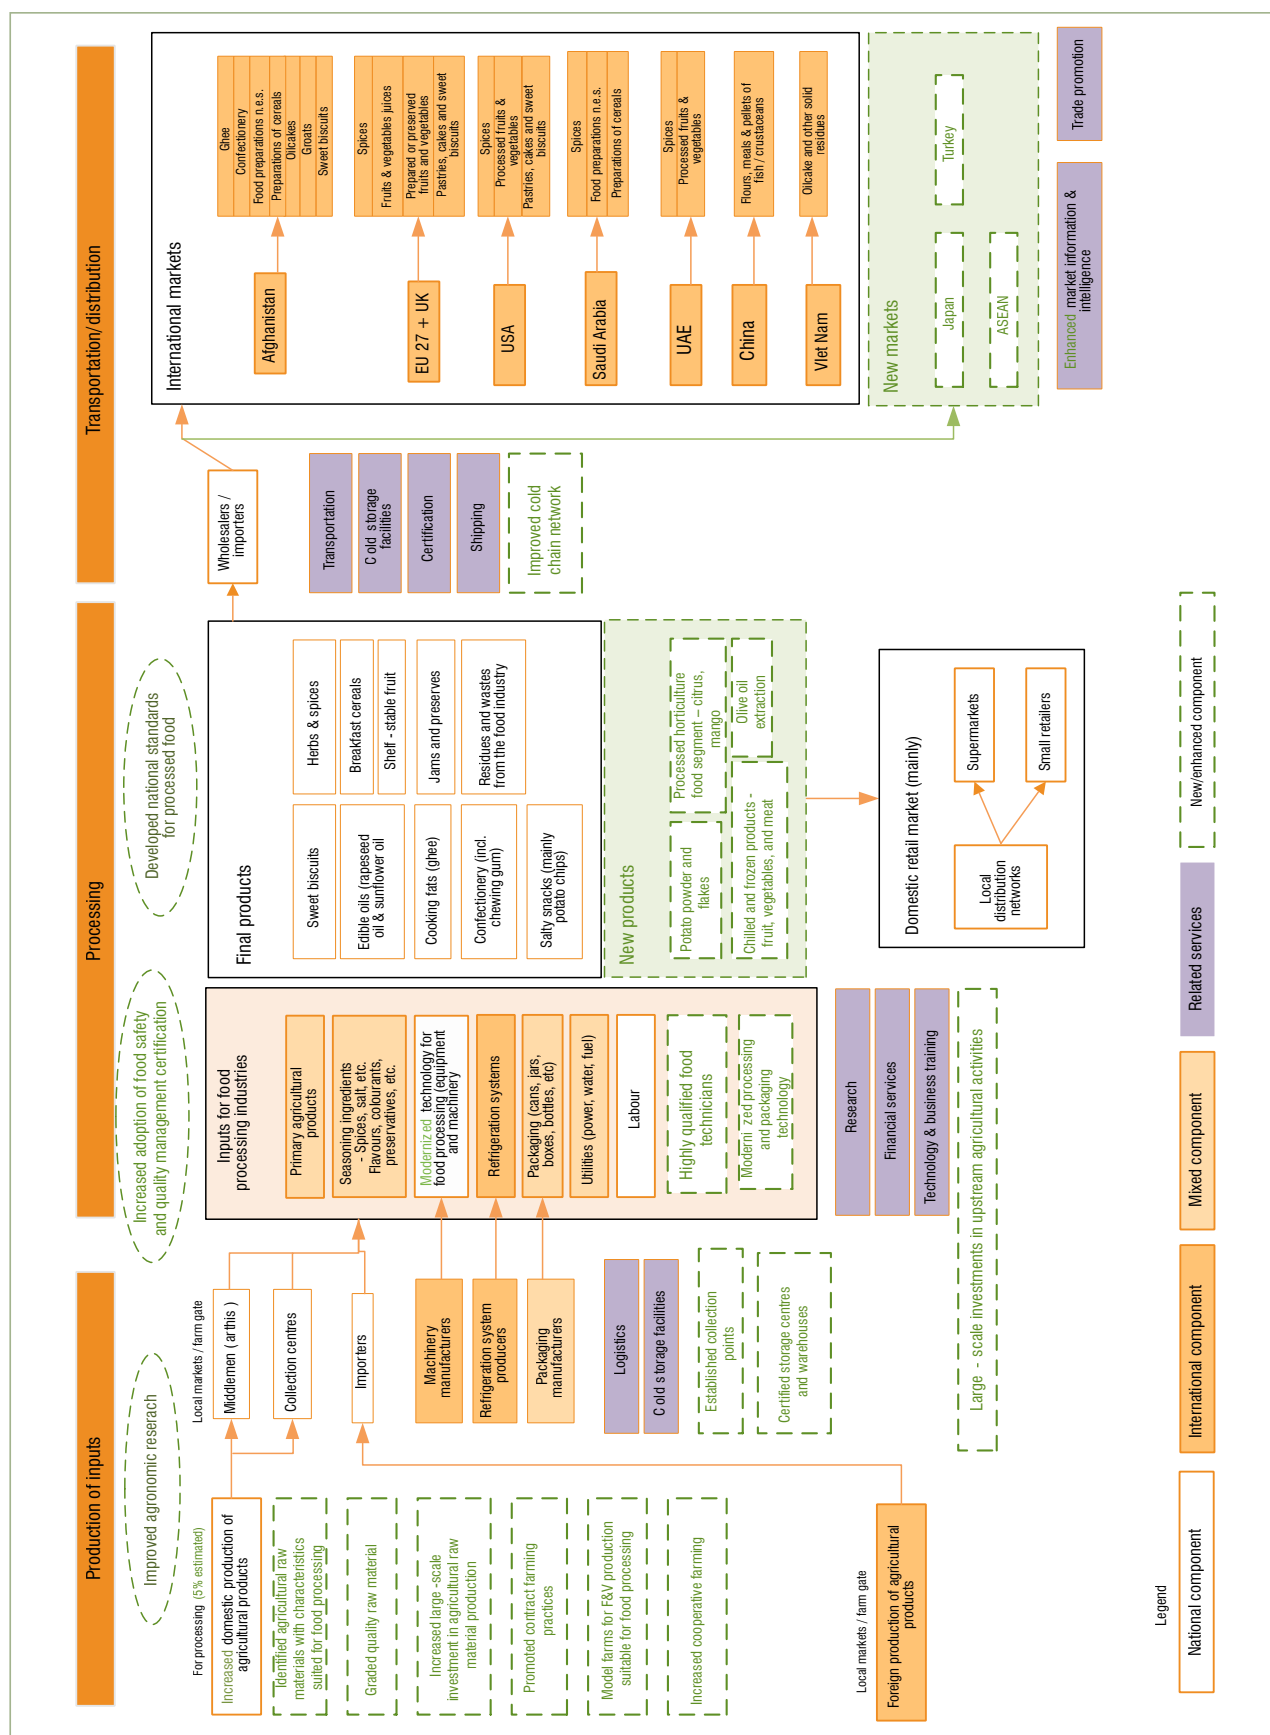 Production of inputs
Processing
Transportation/ distribution
Improved agronomic reserach
Increased adoption of food safety
and quality management certification
Developed national standards
for processed food
For processing (5% estimated)
Increased domestic production of
agricultural products
Identified agricultural raw
materials with characteristics
suited for food processing
Graded quality raw material
Increased large -scale
investment in agricultural raw
material production
Promoted contract farming
practices
Model farms for F&V production
suitable for food processing
Increased cooperative farming
Local markets / farm gate
Foreign production of agricultural
products
Local markets / farm gate
Middlemen ( arthis )
Collection centres
Importers
Machinery
manufacturers
Refrigeration system
producers
Packaging
manufacturers
Logistics
C old storage facilities
Established collection
points
Certified storage centres
and warehouses
Large - scale investments in upstream agricultural activities
Inputs for food
processing industries
Primary agricultural
products
Seasoning ingredients
- Spices, salt, etc.
Flavours, colourants,
preservatives, etc.
Modernized technology for
food processing (equipment
and machinery
Refrigeration systems
Packaging (cans, jars,
boxes, bottles, etc)
Utilities (power, water, fuel)
Labour
Highly qualified food
technicians
Moderni zed processing
and packaging
technology
Research
Financial services
Technology & business training
Final products
Sweet biscuits
Edible oils (rapeseed
oil & sunflower oil
Cooking fats (ghee)
Confectionery (incl.
chewing gum)
Salty snacks (mainly
potato chips)
Herbs & spices
Breakfast cereals
Shelf - stable fruit
Jams and preserves
Residues and wastes
from the food industry
New products
Potato powder and
flakes
Processed horticulture
food segment – citrus,
mango
Chilled and frozen products -
fruit, vegetables, and meat
Olive oil
extraction
Domestic retail market (mainly)
Local
distribution
networks
Supermarkets
Small retailers
Wholesalers /
importers
Transportation
C old storage
facilities
Certification
Shipping
Improved cold
chain network
International markets
Afghanistan
Ghee
Confectionery
Food preparations n.e.s.
Preparations of cereals
Olicakes
Groats
Sweet biscuits
EU 27 + UK
Spices
Fruits & vegetables juices
Prepared or preserved
fruits and vegetables
Pastries, cakes and sweet
biscuits
USA
Spices
Processed fruits &
vegetables
Pastries, cakes and sweet
biscuits
Saudi Arabia
Spices
Food preparations n.e.s.
Preparations of cereals
UAE
Spices
Processed fruits &
vegetables
China
Flours, meals & pellets of
fish / crustaceans
VIet Nam
Olicake and other solid
residues
New markets
Japan
Turkey
ASEAN
Enhanced market information &
intelligence
Trade promotion
Legend
National component
International component
Mixed component
Related services
New/enhanced component